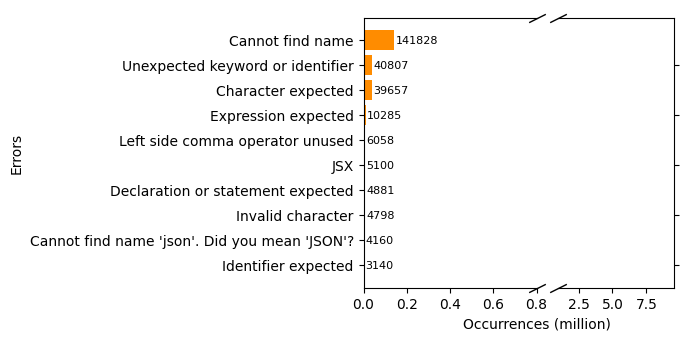 Cannot find name 141828
Unexpected keyword or identifier 40807
Character expected 39657
Expression expected 10285
Left side comma operator unused 6058
JSX 5100
Declaration or statement expected 4881
Invalid character 4798
Cannot find name 'json'. Did you mean 'JSON'? 4160
Identifier expected 3140
Errors
0.0 0.2 0.4 0.6 0.8 2.5 5.0 7.5
Occurrences (million)